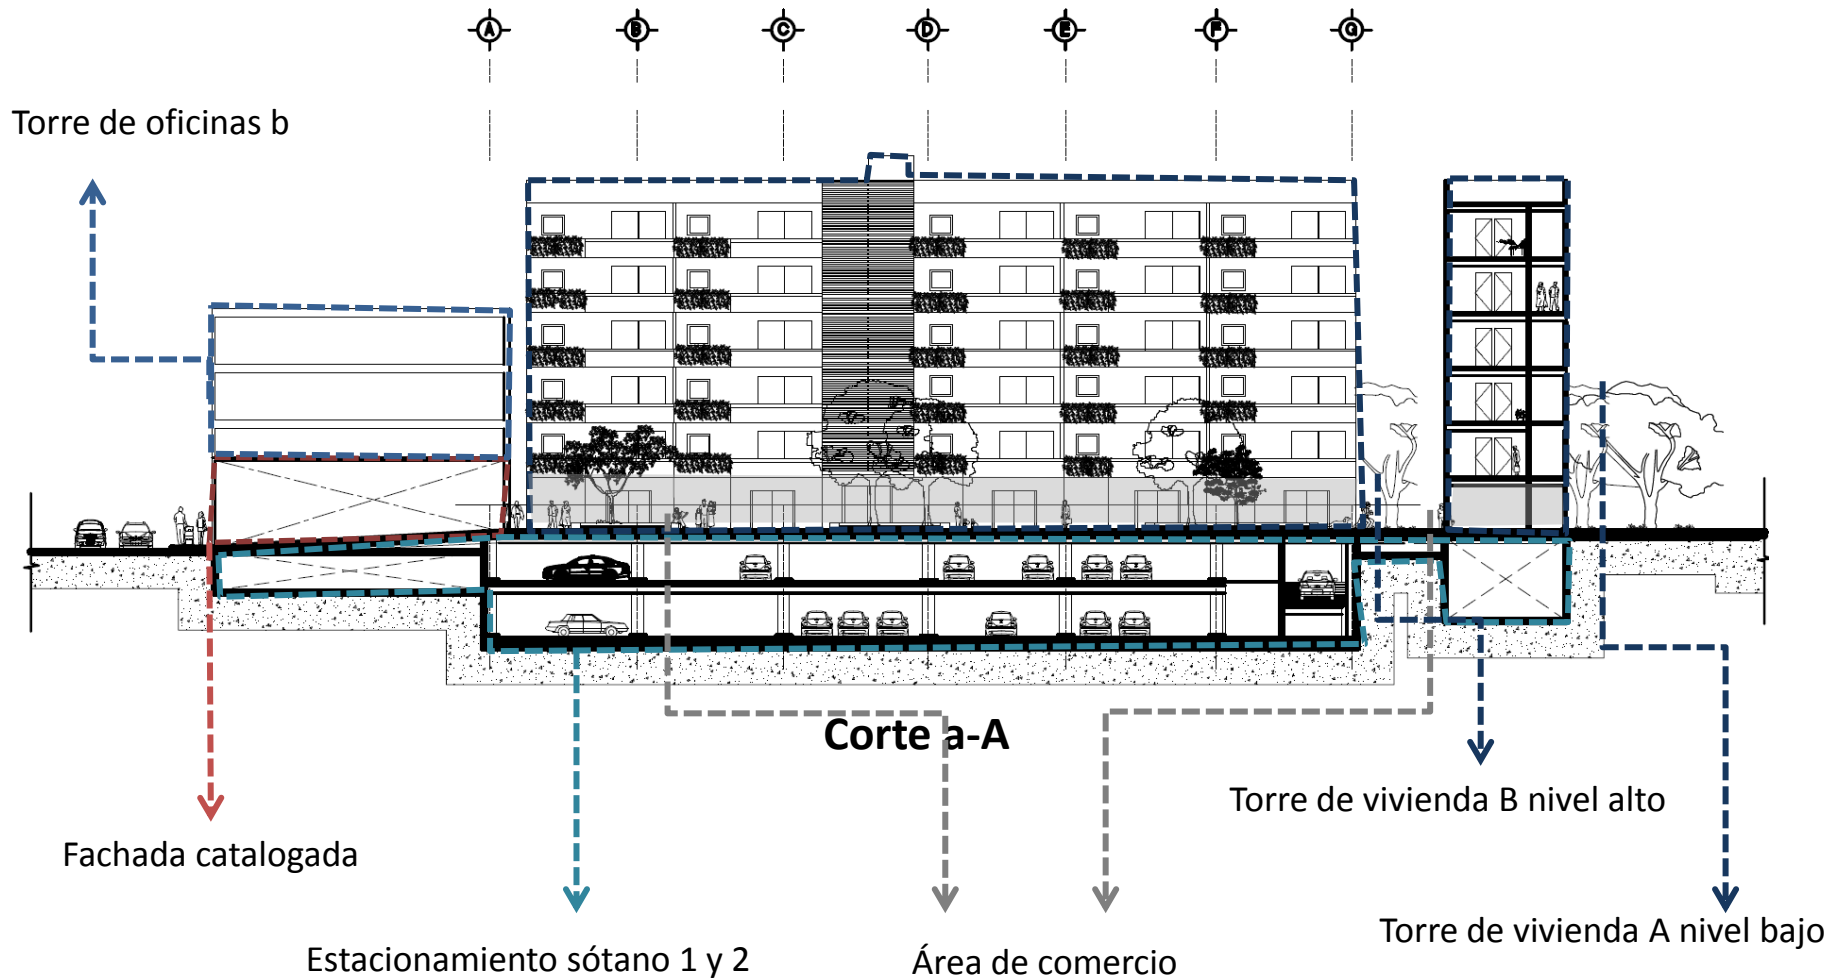 A B C D E F G
Torre de oficinas b
Corte a-A
Torre de vivienda B nivel alto
Fachada catalogada
Torre de vivienda A nivel bajo
Estacionamiento sótano 1 y 2
Área de comercio